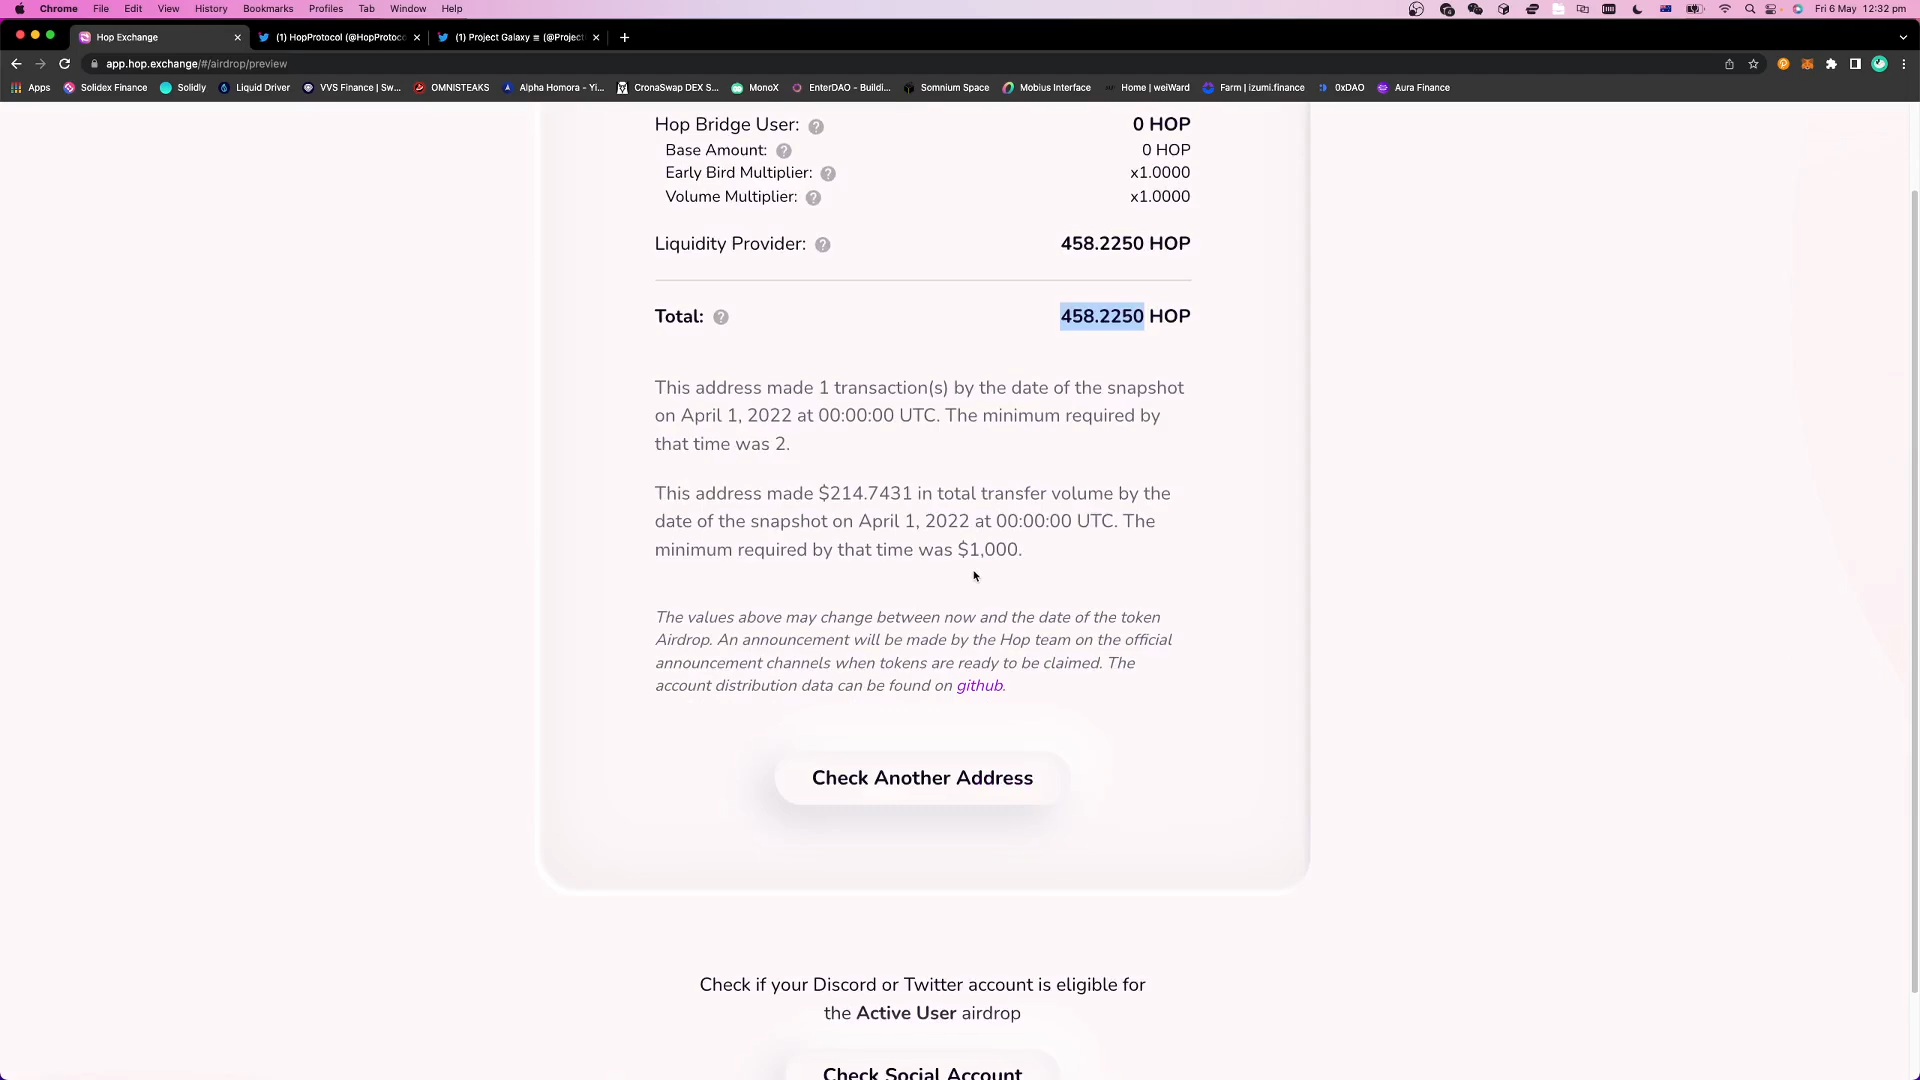 Chrome File Edit View History Bookmarks Profiles Tab Window Help Fri 6 May 12:32 pm
Hop Exchange (1) HopProtocol (@HopProtoco (1) Project Galaxy (@Project
app.hop.exchange/#/airdrop/preview
Apps Solidex Finance Solidly Liquid Driver VVS Finance | Sw... OMNISTEAKS Alpha Homora - Yi... CronaSwap DEX S... MonoX EnterDAO - Buildi... Somnium Space Mobius Interface Home | weiWard Farm | izumi.finance 0xDAO Aura Finance
Hop Bridge User: ? 0 HOP
Base Amount: ? 0 HOP
Early Bird Multiplier: ? x1.0000
Volume Multiplier: ? x1.0000
Liquidity Provider: ? 458.2250 HOP
Total: ? 458.2250 HOP
This address made 1 transaction(s) by the date of the snapshot
on April 1, 2022 at 00:00:00 UTC. The minimum required by
that time was 2.
This address made $214.7431 in total transfer volume by the
date of the snapshot on April 1, 2022 at 00:00:00 UTC. The
minimum required by that time was $1,000.
The values above may change between now and the date of the token
Airdrop. An announcement will be made by the Hop team on the official
announcement channels when tokens are ready to be claimed. The
account distribution data can be found on github.
Check Another Address
Check if your Discord or Twitter account is eligible for
the Active User airdrop
Check Social Account